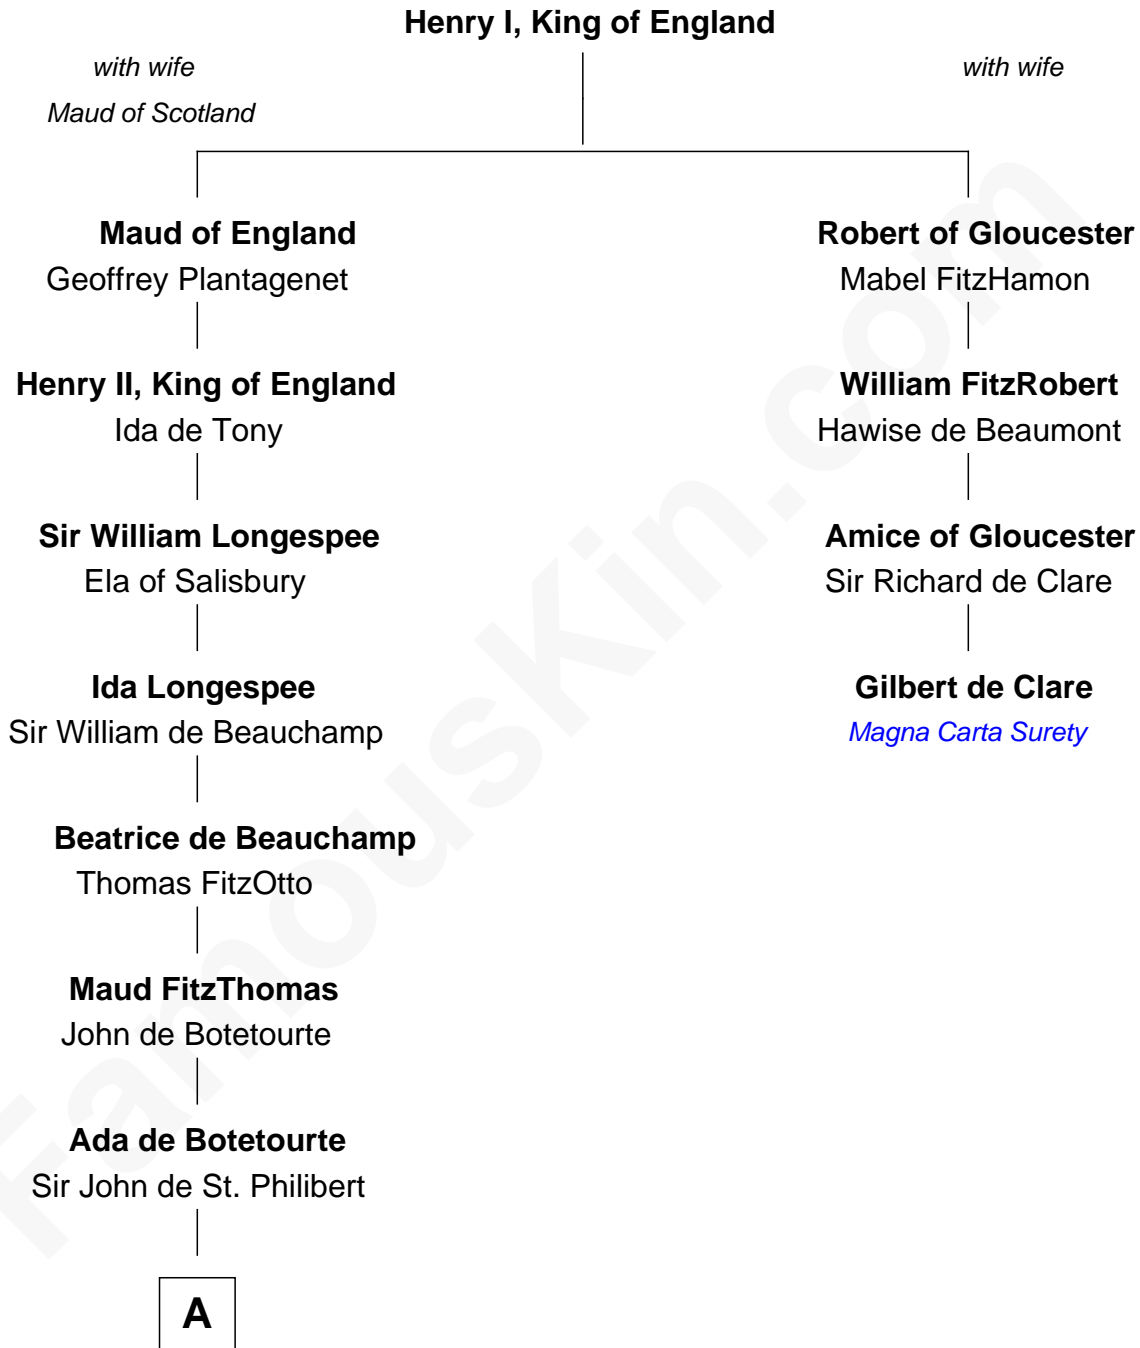 Henry I, King of England
with wife
Maud of Scotland
with wife
Maud of England
Geoffrey Plantagenet
Robert of Gloucester
Mabel FitzHamon
Henry II, King of England
Ida de Tony
William FitzRobert
Hawise de Beaumont
Sir William Longespee
Ela of Salisbury
Amice of Gloucester
Sir Richard de Clare
Ida Longespee
Sir William de Beauchamp
Gilbert de Clare
Magna Carta Surety
Beatrice de Beauchamp
Thomas FitzOtto
Maud FitzThomas
John de Botetourte
Ada de Botetourte
Sir John de St. Philibert
A
FamousKin.com